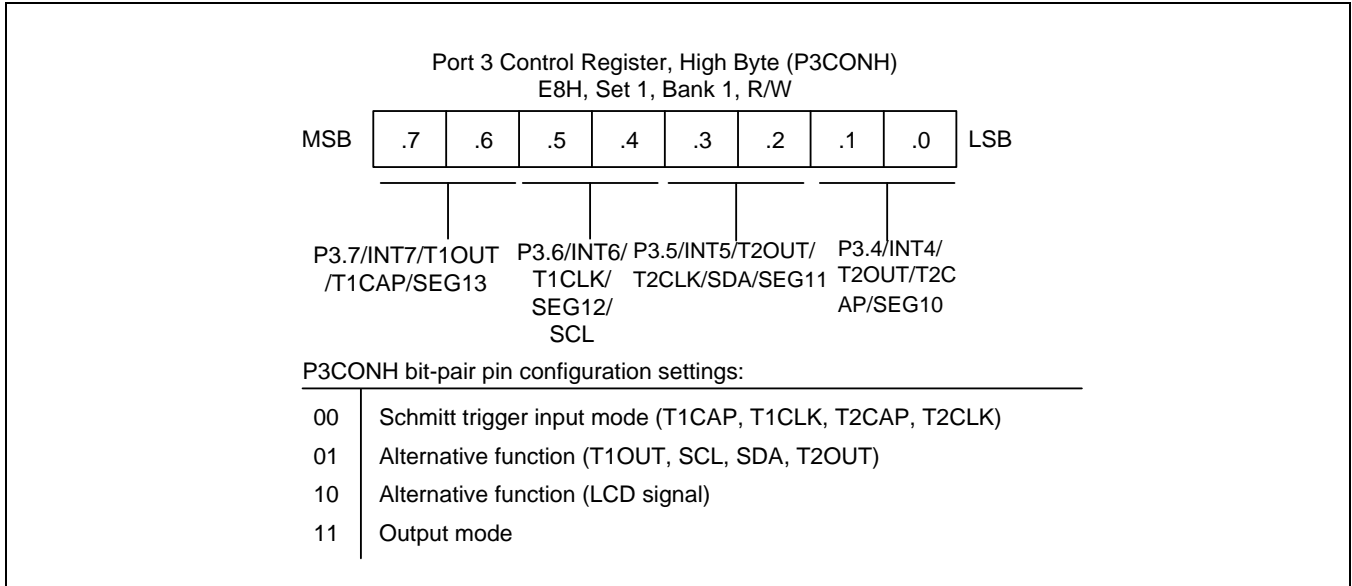 Port 3 Control Register, High Byte (P3CONH)
E8H, Set 1, Bank 1, R/W
MSB .7 .6 .5 .4 .3 .2 .1 .0 LSB
P3.7/INT7/T1OUT
/T1CAP/SEG13
P3.6/INT6/
T1CLK/
SEG12/
SCL
P3.5/INT5/T2OUT/
T2CLK/SDA/SEG11
P3.4/INT4/
T2OUT/T2C
AP/SEG10
P3CONH bit-pair pin configuration settings:
00 Schmitt trigger input mode (T1CAP, T1CLK, T2CAP, T2CLK)
01 Alternative function (T1OUT, SCL, SDA, T2OUT)
10 Alternative function (LCD signal)
11 Output mode